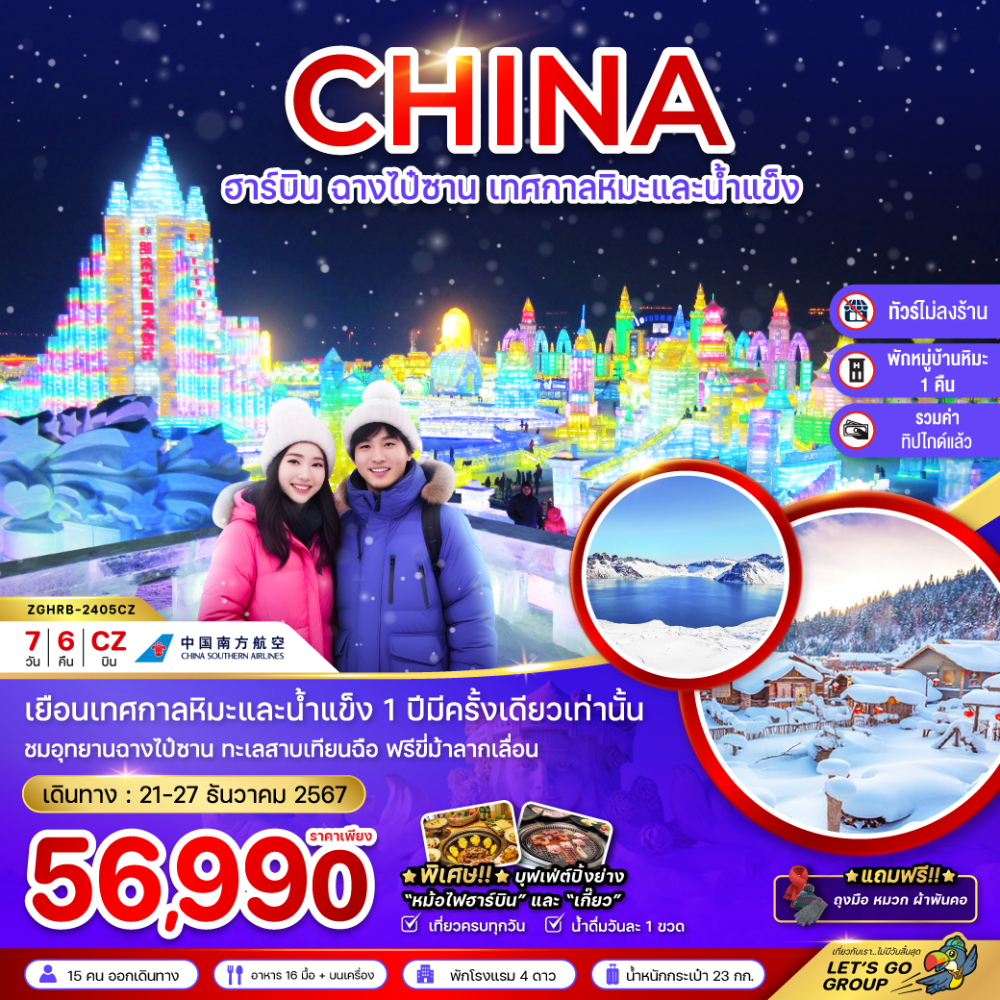 CHINA
ฮาร์บิน ฉางไป๋ซาน เทศกาลหิมะและน้ำแข็ง
ทัวร์ไม่ลงร้าน
พักหมู่บ้านหิมะ
1 คืน
รวมค่า
ทิปไกด์แล้ว
ZGHRB-2405CZ
7 6 CZ
วัน คืน บิน
中国南方航空
CHINA SOUTHERN AIRLINES
เยือนเทศกาลหิมะและน้ำแข็ง 1 ปีมีครั้งเดียวเท่านั้น
ชมอุทยานฉางไป๋ซาน ทะเลสาบเทียนฉือ ฟรีขี่ม้าลากเลื่อน
เดินทาง : 21-27 ธันวาคม 2567
ราคาเพียง
56,990
พิเศษ!! บุฟเฟ่ต์ปิ้งย่าง
“หม้อไฟฮาร์บิน” และ “เกี๊ยว”
เที่ยวครบทุกวัน น้ำดื่มวันละ 1 ขวด
แถมฟรี!!
ถุงมือ หมวก ผ้าพันคอ
15 คน ออกเดินทาง
อาหาร 16 มื้อ + บนเครื่อง
พักโรงแรม 4 ดาว
น้ำหนักกระเป๋า 23 กก.
เที่ยวกับเรา...ไม่มีวันสิ้นสุด
LET'S GO
GROUP